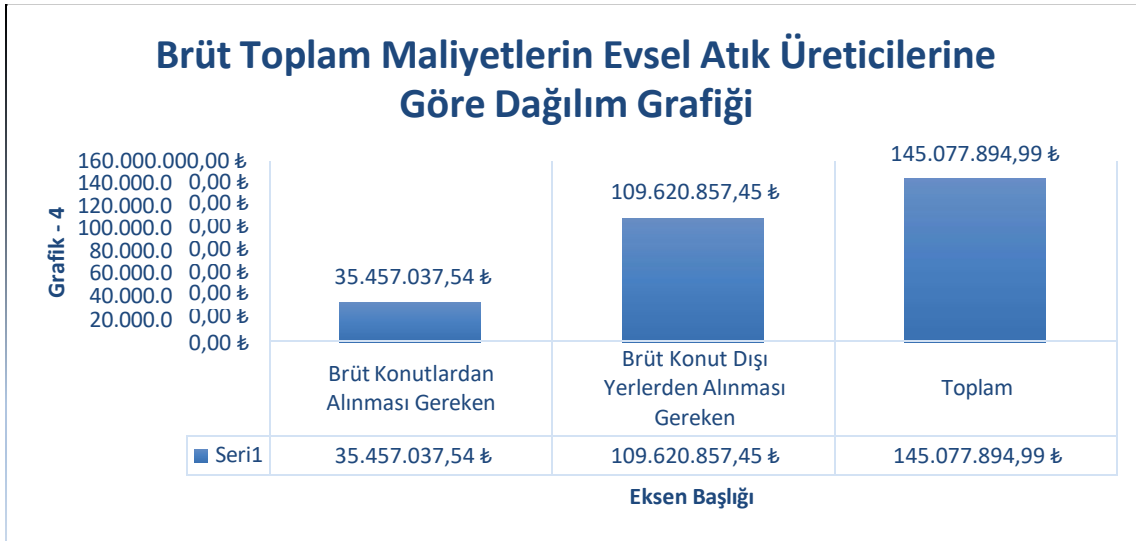 Brüt Toplam Maliyetlerin Evsel Atık Üreticilerine
Göre Dağılım Grafiği
Grafik - 4
160.000.000,00 ₺
140.000.0 0,00 ₺
120.000.0 0,00 ₺
100.000.0 0,00 ₺
80.000.0 0,00 ₺
60.000.0 0,00 ₺
40.000.0 0,00 ₺
20.000.0 0,00 ₺
0,00 ₺
35.457.037,54 ₺
109.620.857,45 ₺
145.077.894,99 ₺
Brüt Konutlardan
Alınması Gereken
Brüt Konut Dışı
Yerlerden Alınması
Gereken
Toplam
Seri1 35.457.037,54 ₺ 109.620.857,45 ₺ 145.077.894,99 ₺
Eksen Başlığı